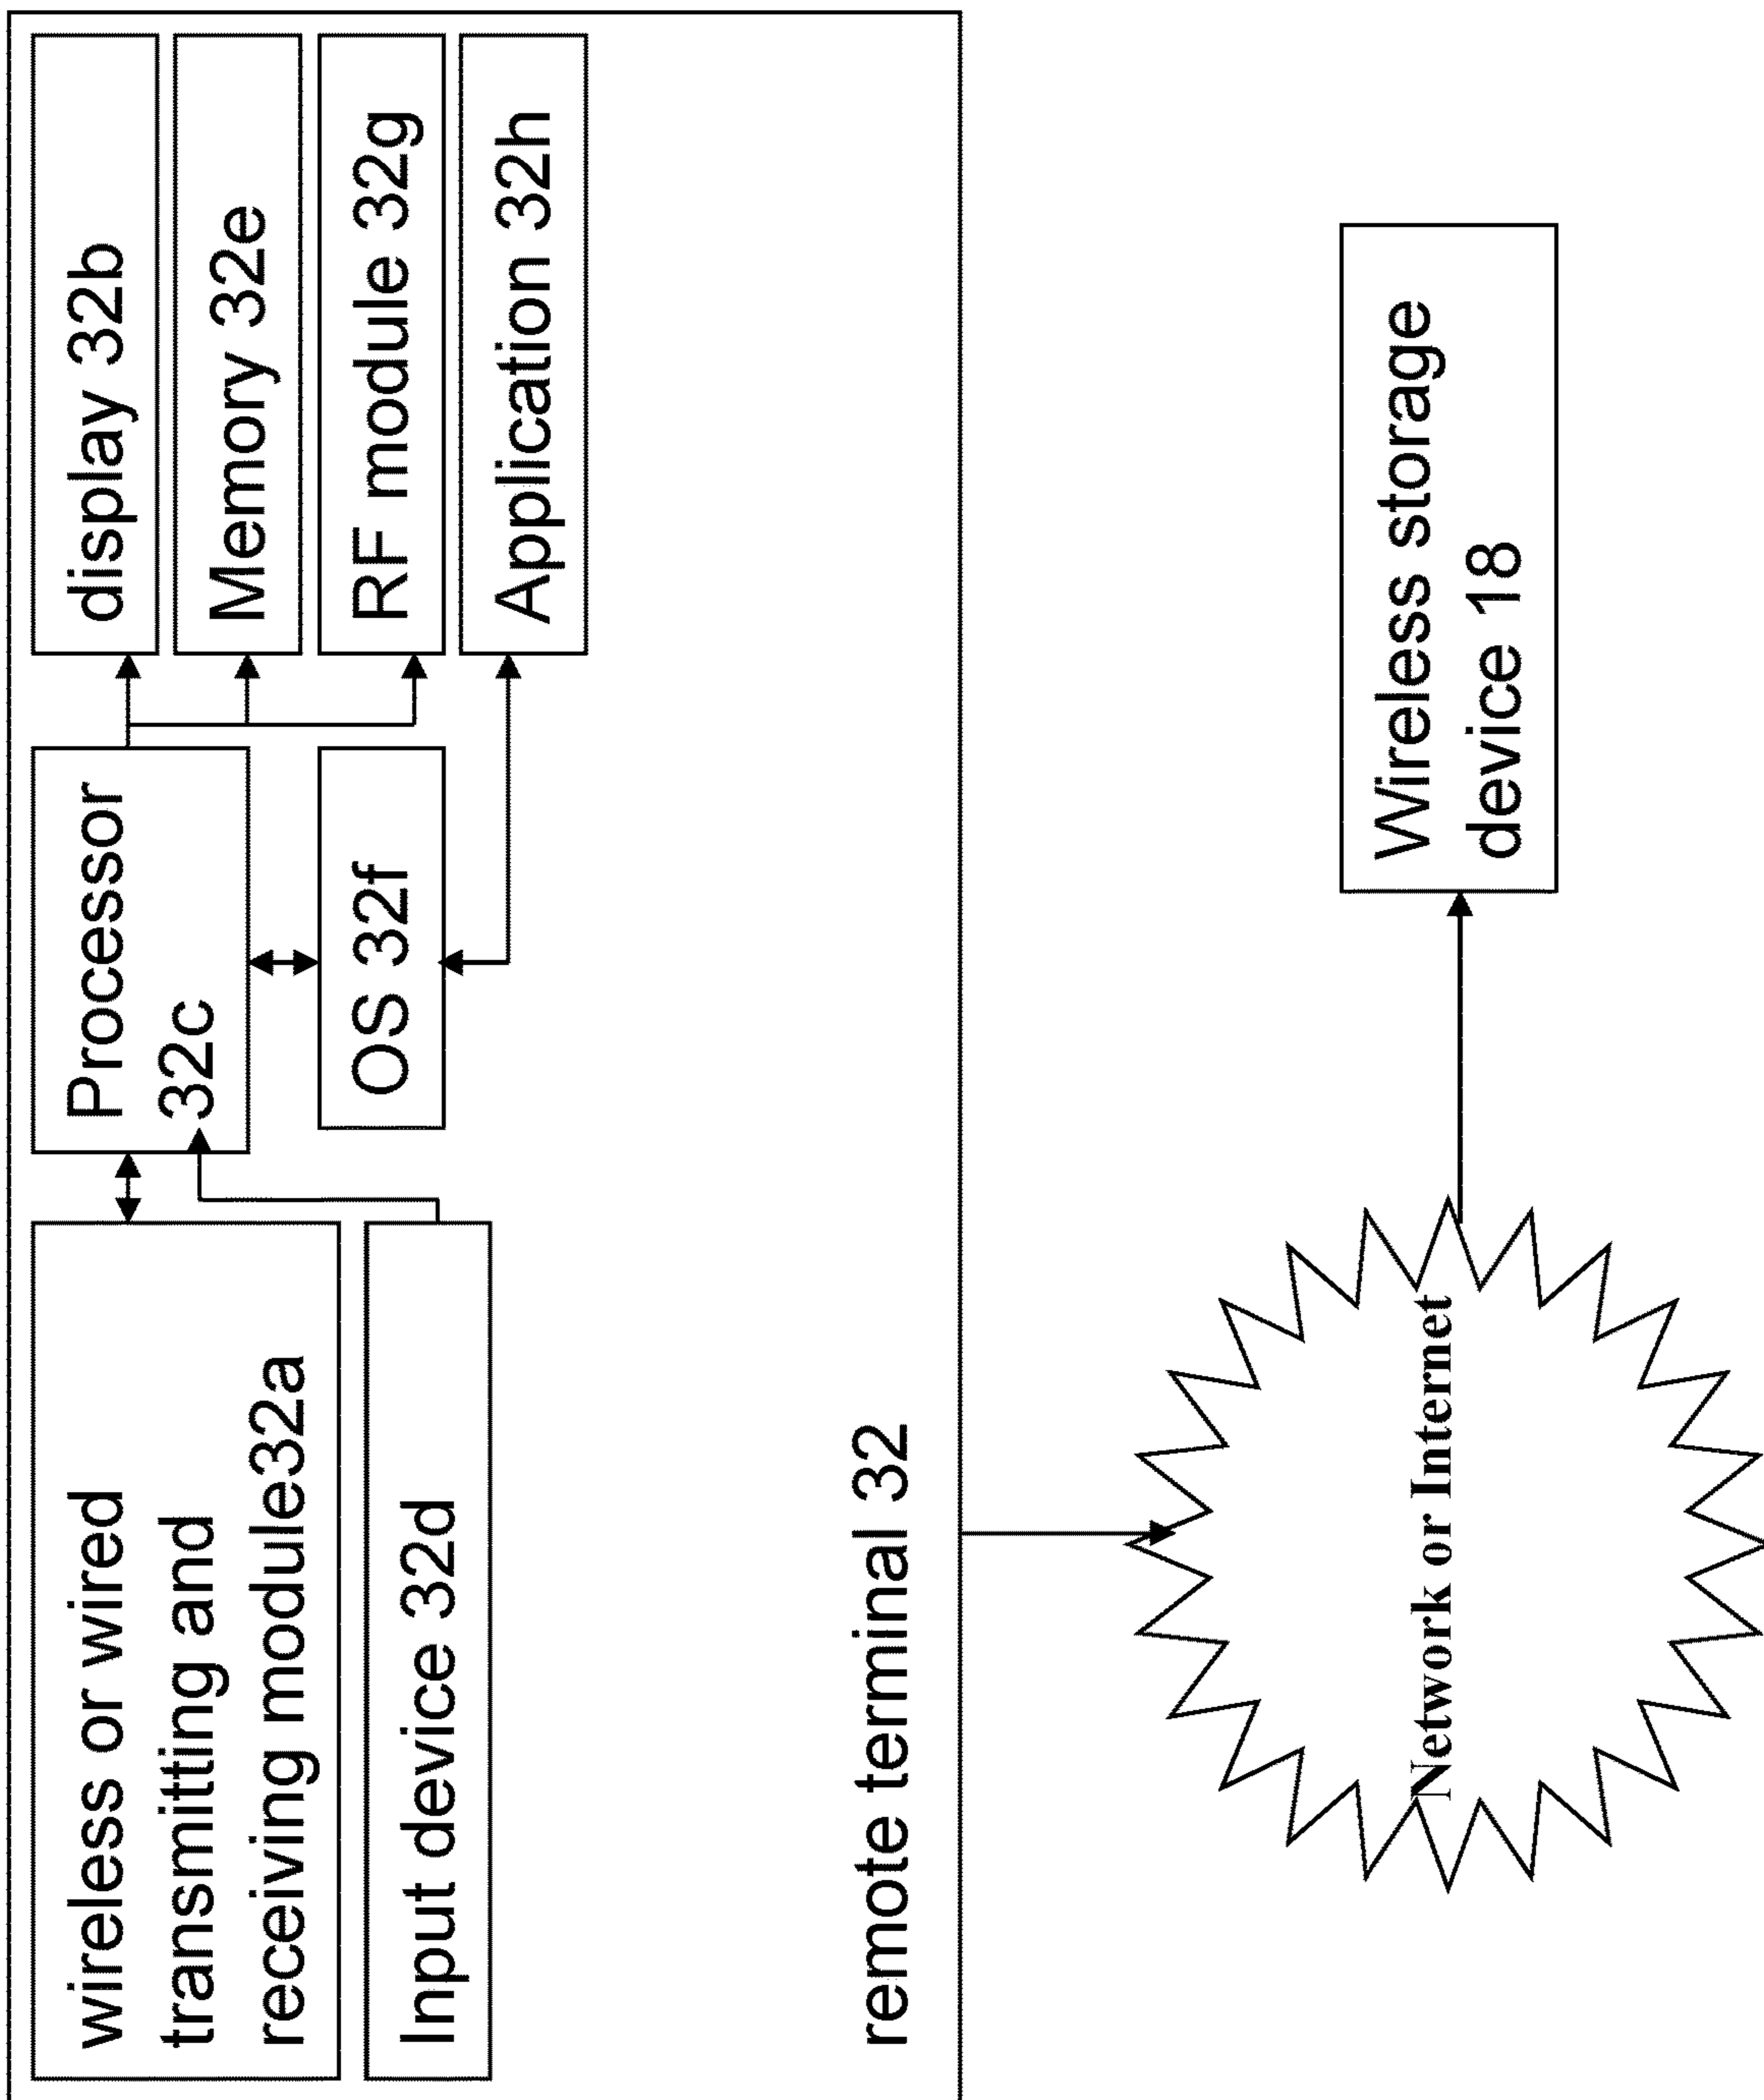 wireless or wired
transmitting and
receiving module32a
Input device 32d
Processor
32c
OS 32f
display 32b
Memory 32e
RF module 32g
Application 32h
remote terminal 32
Network or Internet
Wireless storage
device 18